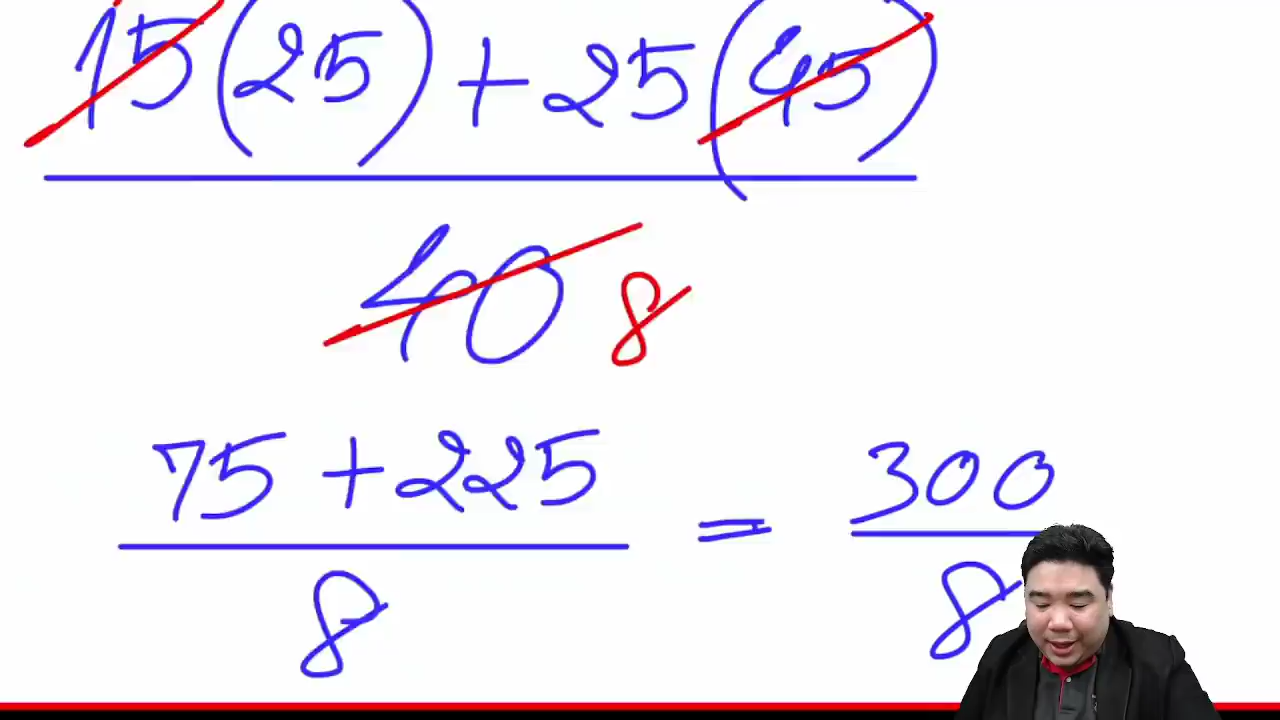 15(25) + 25(45)
40 8
75 + 225 = 300
8 8